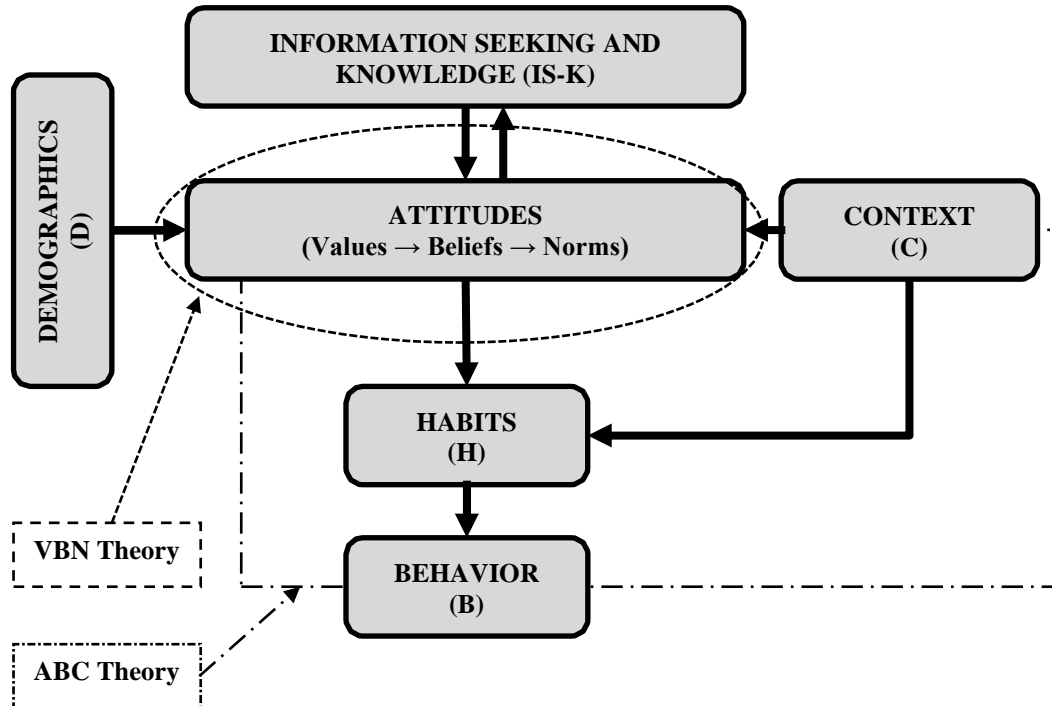 INFORMATION SEEKING AND
KNOWLEDGE (IS-K)
DEMOGRAPHICS
(D)
ATTITUDES
(Values → Beliefs → Norms)
CONTEXT
(C)
HABITS
(H)
VBN Theory
BEHAVIOR
(B)
ABC Theory